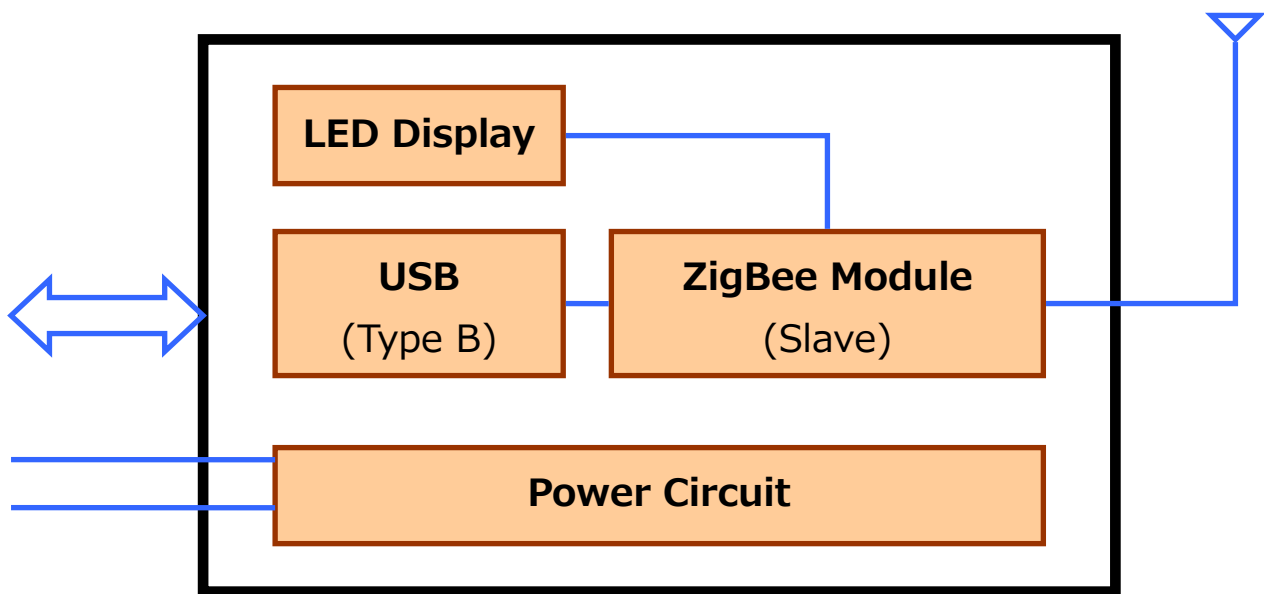 LED Display
USB
(Type B)
ZigBee Module
(Slave)
Power Circuit